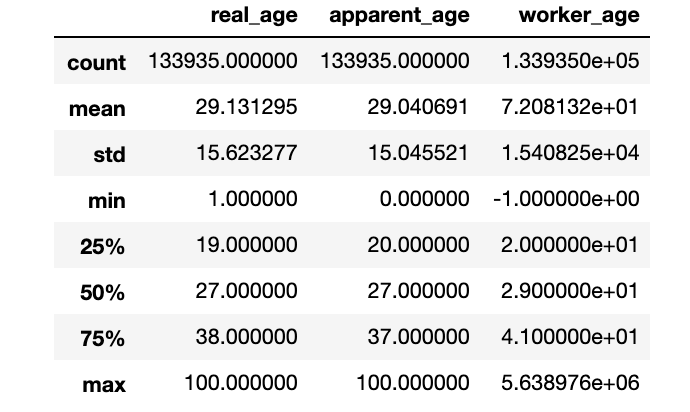 real_age apparent_age worker_age
count 133935.000000 133935.000000 1.339350e+05
mean 29.131295 29.040691 7.208132e+01
std 15.623277 15.045521 1.540825e+04
min 1.000000 0.000000 -1.000000e+00
25% 19.000000 20.000000 2.000000e+01
50% 27.000000 27.000000 2.900000e+01
75% 38.000000 37.000000 4.100000e+01
max 100.000000 100.000000 5.638976e+06